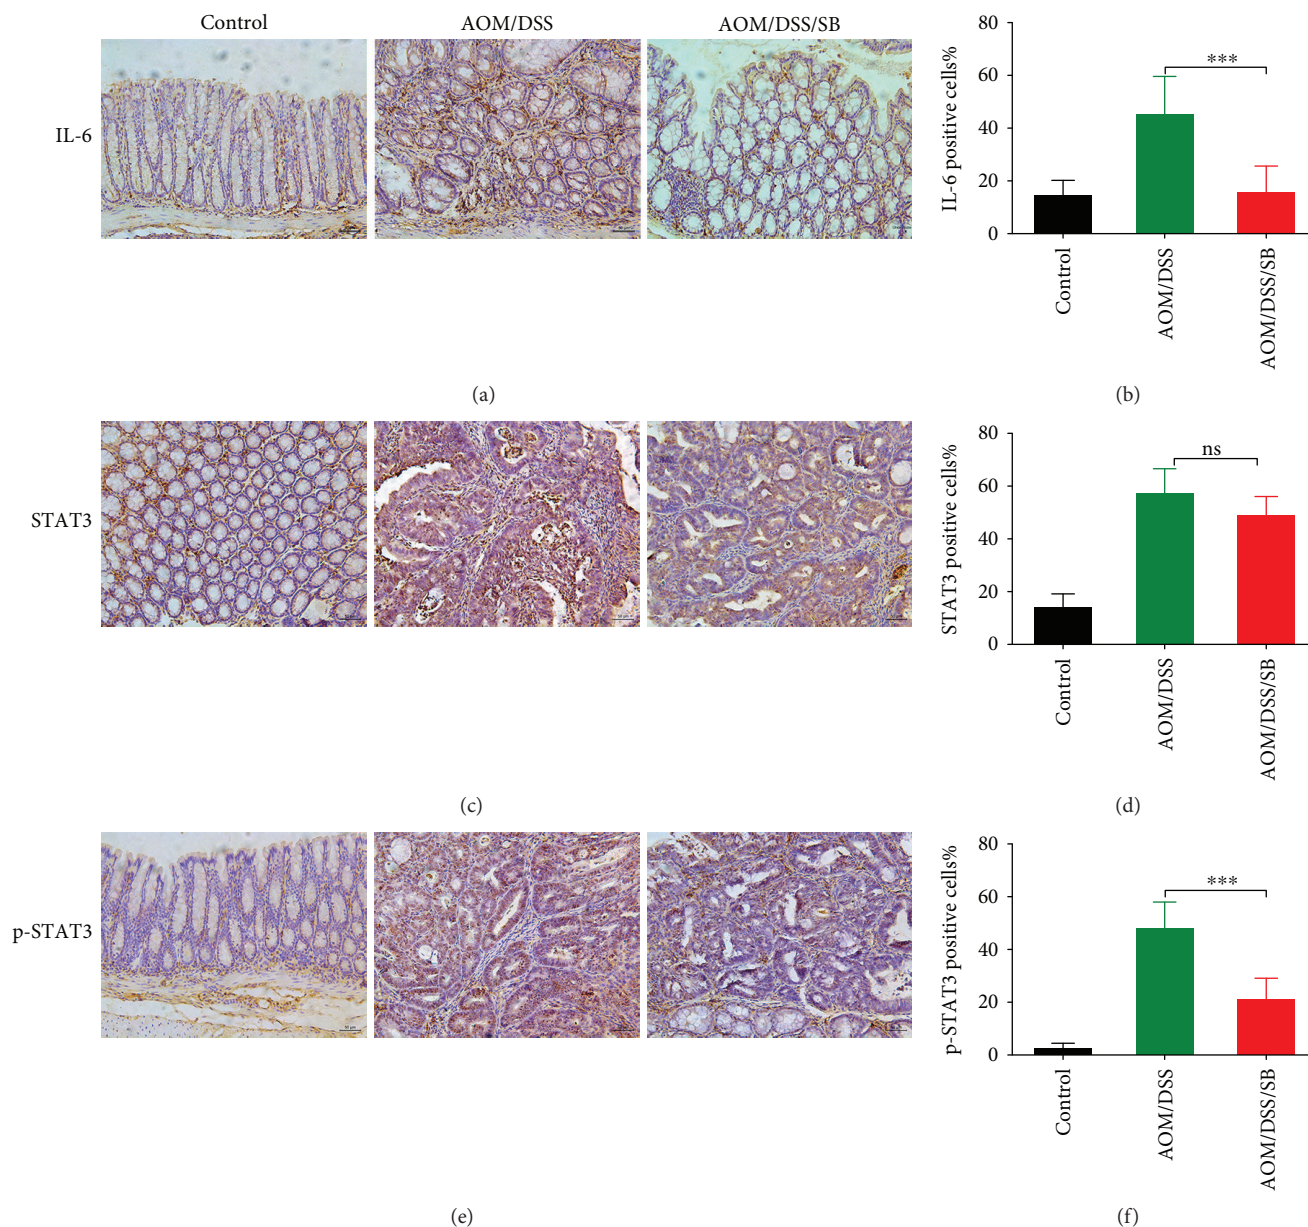 Control
AOM/DSS
AOM/DSS/SB
IL-6
(a)
IL-6 positive cells%
80
60
40
20
0
***
Control
AOM/DSS
AOM/DSS/SB
(b)
STAT3
(c)
STAT3 positive cells%
80
60
40
20
0
ns
Control
AOM/DSS
AOM/DSS/SB
(d)
p-STAT3
50 μm
(e)
p-STAT3 positive cells%
80
60
40
20
0
***
Control
AOM/DSS
AOM/DSS/SB
(f)